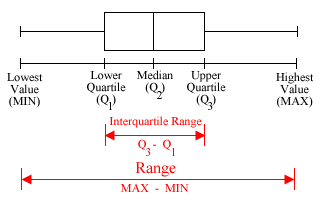 Lowest
Value
(MIN)
Lower
Quartile
(Q1)
Median
(Q2)
Upper
Quartile
(Q3)
Highest
Value
(MAX)
Interquartile Range
Q3 - Q1
Range
MAX - MIN